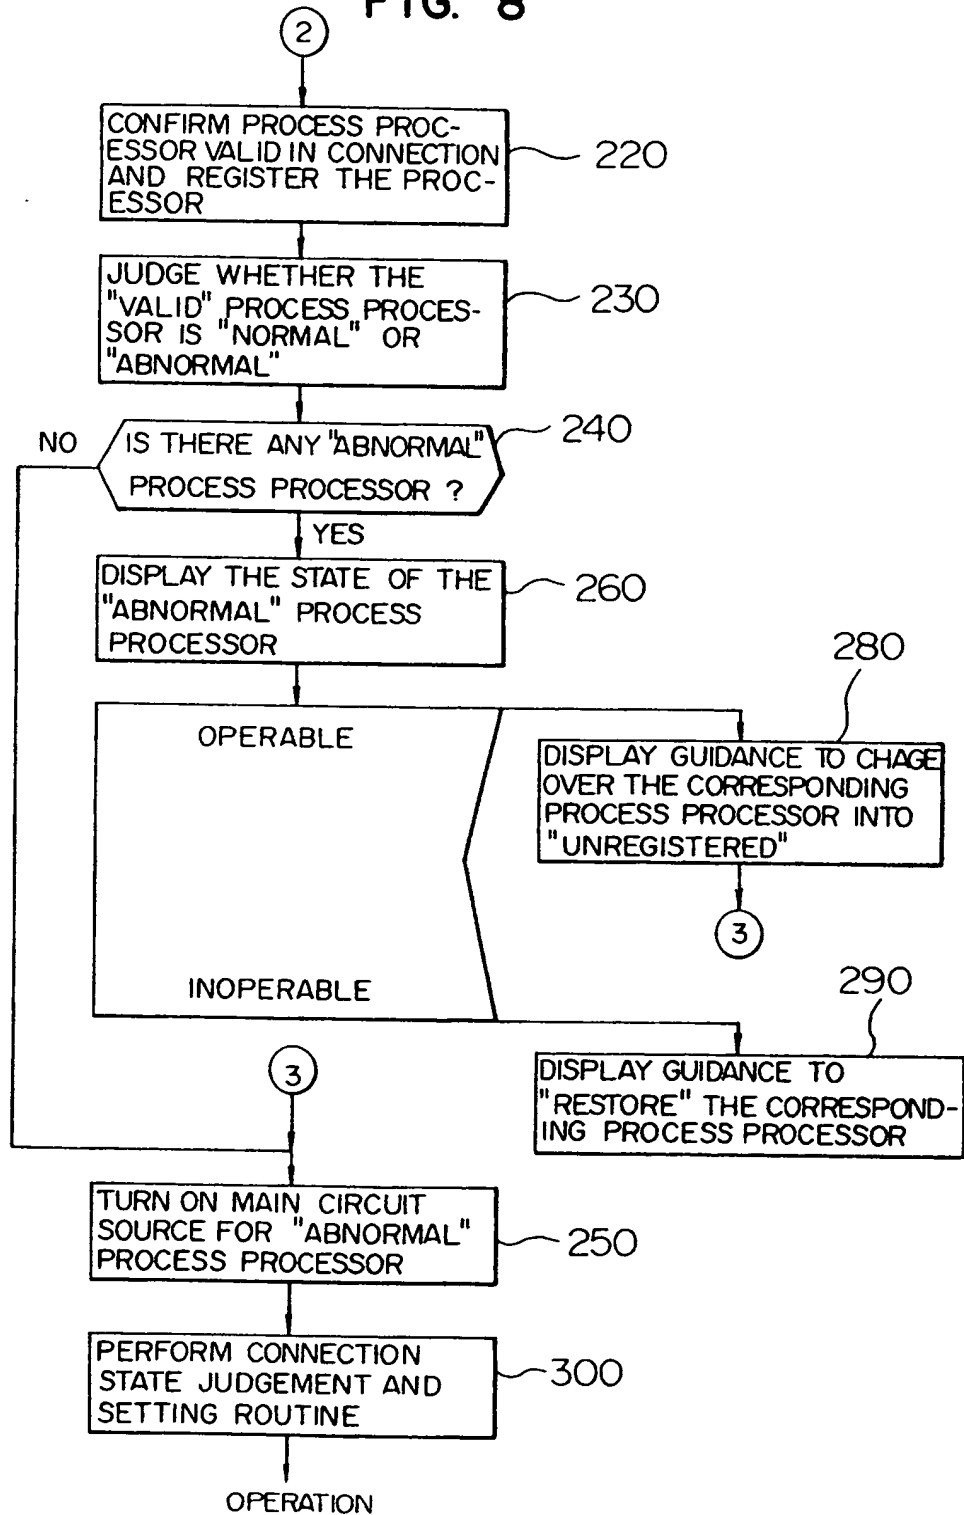 FIG. 8
2
CONFIRM PROCESS PROC-
ESSOR VALID IN CONNECTION
AND REGISTER THE PROC-
ESSOR
220
JUDGE WHETHER THE
"VALID" PROCESS PROCES-
SOR IS "NORMAL" OR
"ABNORMAL"
230
NO
IS THERE ANY "ABNORMAL"
PROCESS PROCESSOR ?
240
YES
DISPLAY THE STATE OF THE
"ABNORMAL" PROCESS
PROCESSOR
260
OPERABLE
INOPERABLE
280
DISPLAY GUIDANCE TO CHAGE
OVER THE CORRESPONDING
PROCESS PROCESSOR INTO
"UNREGISTERED"
3
290
DISPLAY GUIDANCE TO
"RESTORE" THE CORRESPOND-
ING PROCESS PROCESSOR
3
TURN ON MAIN CIRCUIT
SOURCE FOR "ABNORMAL"
PROCESS PROCESSOR
250
PERFORM CONNECTION
STATE JUDGEMENT AND
SETTING ROUTINE
300
OPERATION